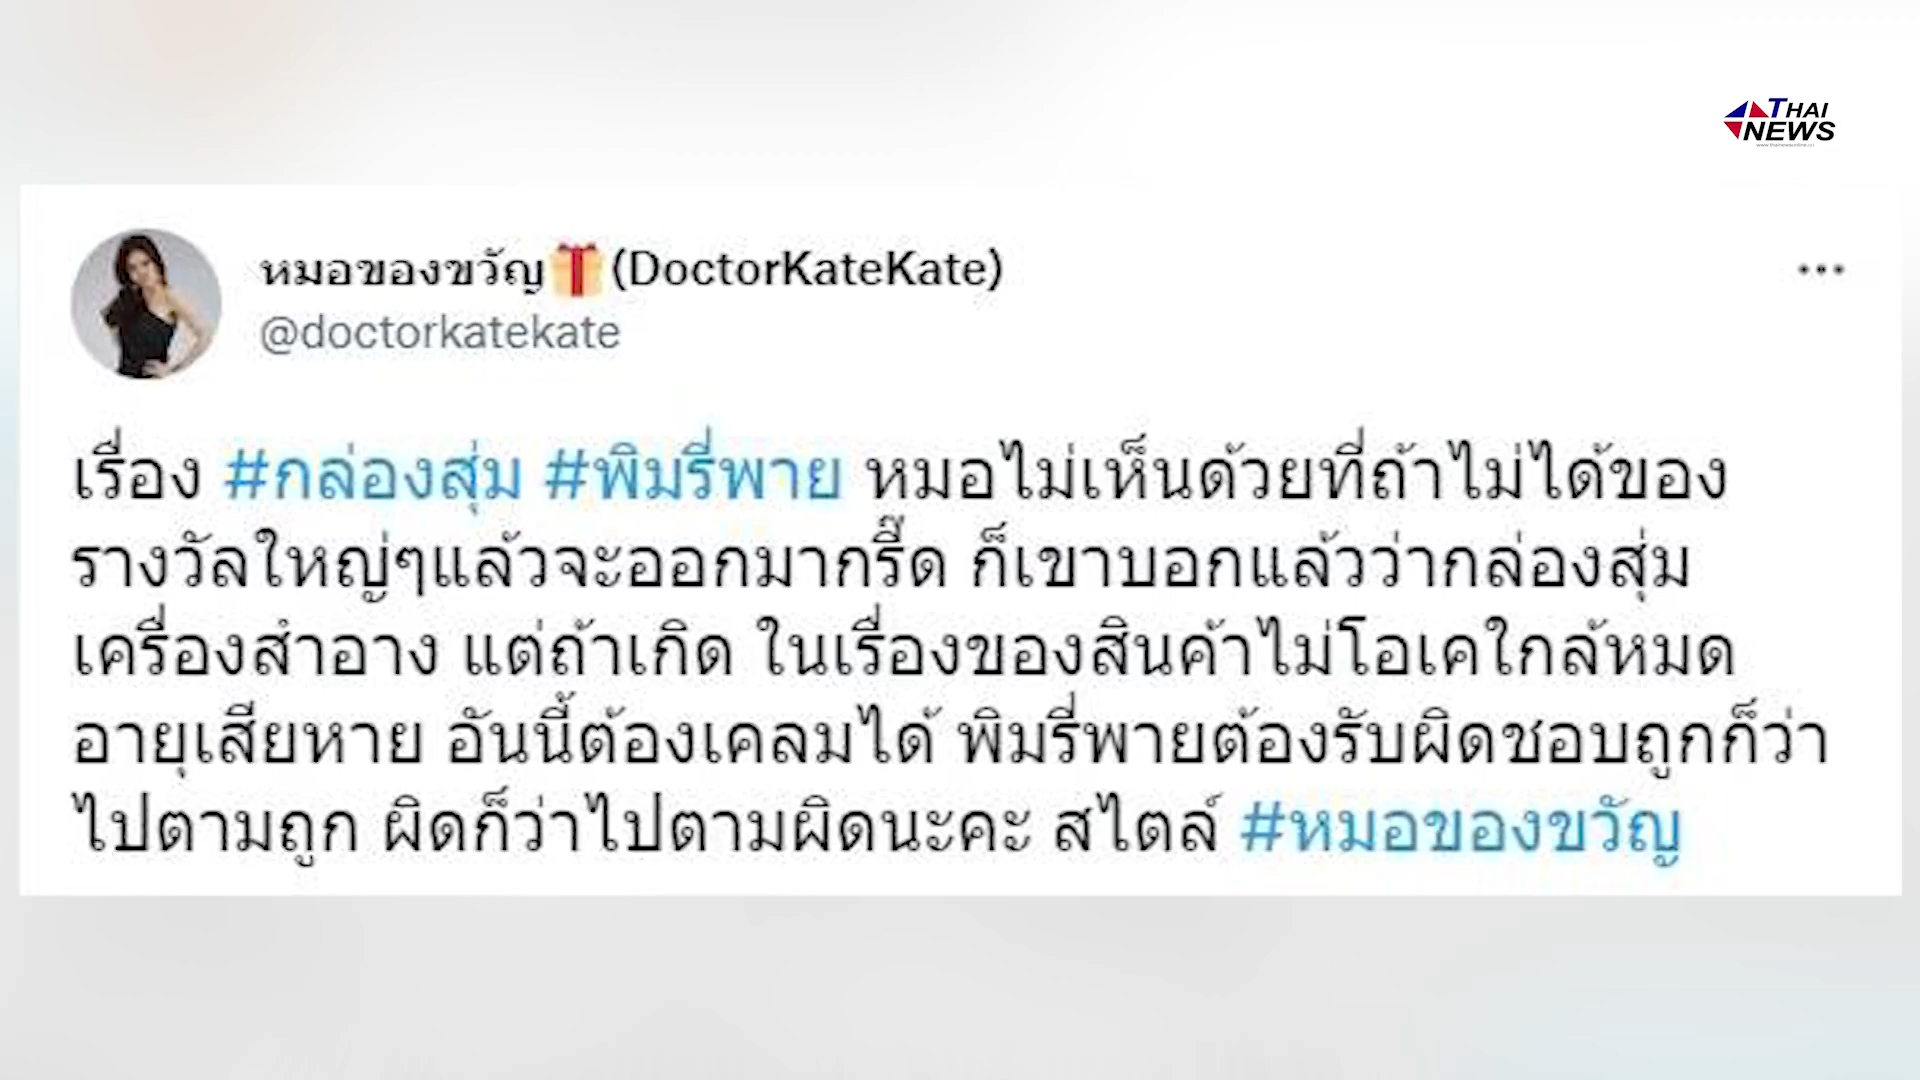 THAI
NEWS
หมอของขวัญ🎁(DoctorKateKate)
@doctorkatekate
เรื่อง #กล่องสุ่ม #พิมรี่พาย หมอไม่เห็นด้วยที่ถ้าไม่ได้ของ
รางวัลใหญ่ๆแล้วจะออกมากรี๊ด ก็เขาบอกแล้วว่ากล่องสุ่ม
เครื่องสำอาง แต่ถ้าเกิด ในเรื่องของสินค้าไม่โอเคใกล้หมด
อายุเสียหาย อันนี้ต้องเคลมได้ พิมรี่พายต้องรับผิดชอบถูกก็ว่า
ไปตามถูก ผิดก็ว่าไปตามผิดนะคะ สไตล์ #หมอของขวัญ